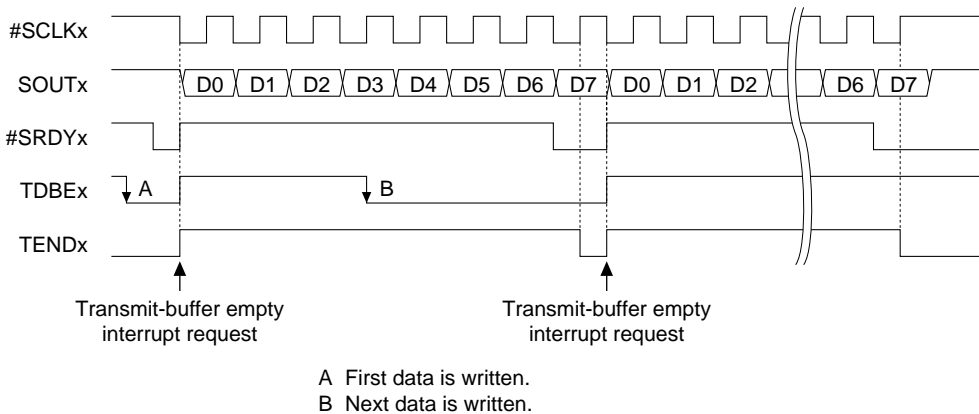 #SCLKx
SOUTx D0 D1 D2 D3 D4 D5 D6 D7 D0 D1 D2 D6 D7
#SRDYx
TDBEx A B
TENDx
Transmit-buffer empty
interrupt request
Transmit-buffer empty
interrupt request
A First data is written.
B Next data is written.